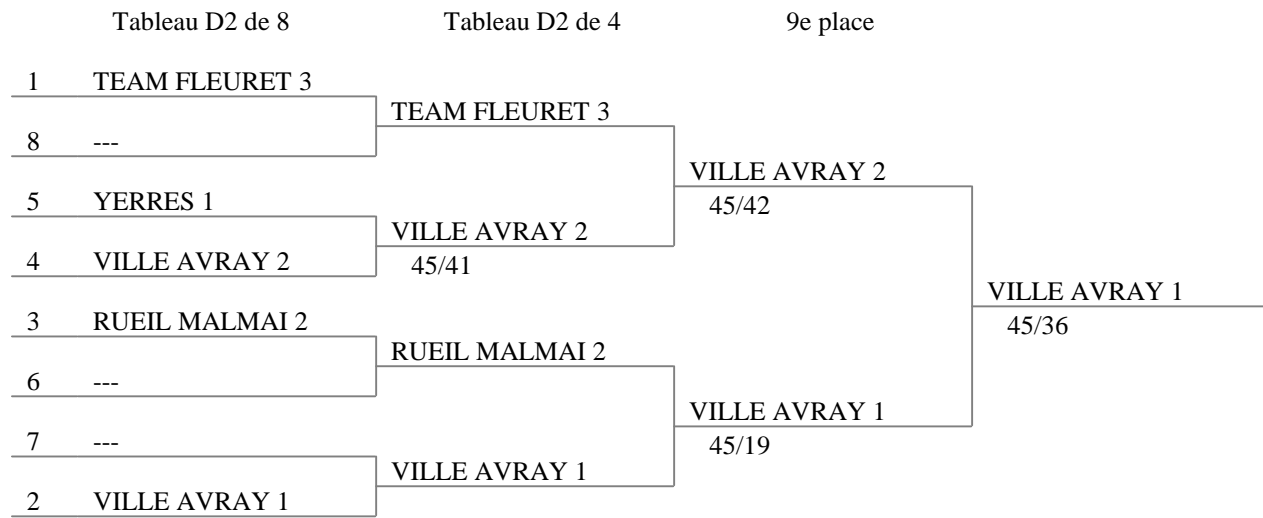 Tableau D2 de 8 Tableau D2 de 4 9e place
1 TEAM FLEURET 3
TEAM FLEURET 3
8 ---
VILLE AVRAY 2
5 YERRES 1
45/42
VILLE AVRAY 2
4 VILLE AVRAY 2
45/41
VILLE AVRAY 1
3 RUEIL MALMAI 2
45/36
RUEIL MALMAI 2
6 ---
VILLE AVRAY 1
7 ---
45/19
VILLE AVRAY 1
2 VILLE AVRAY 1